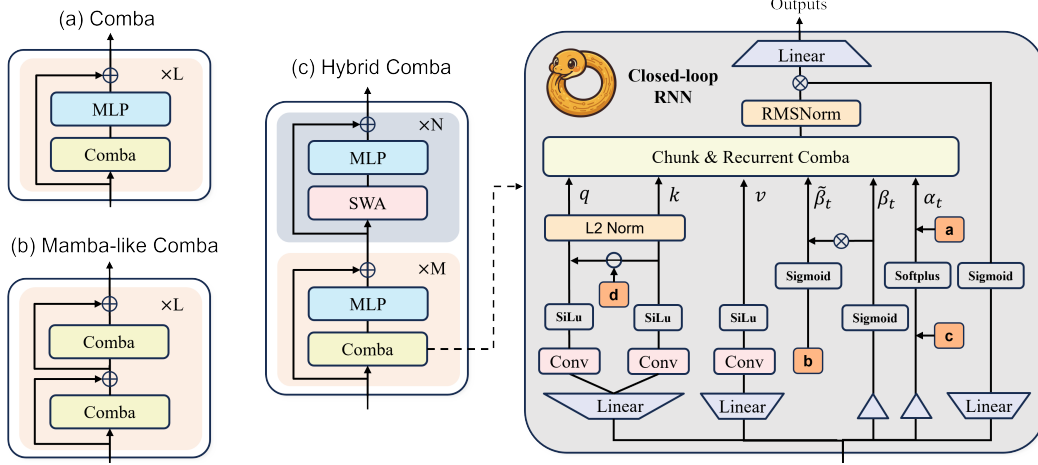 (a) Comba
×L
MLP
Comba
(b) Mamba-like Comba
×L
Comba
Comba
(c) Hybrid Comba
×N
MLP
SWA
×M
MLP
Comba
Outputs
Linear
Closed-loop
RNN
RMSNorm
Chunk & Recurrent Comba
q k v β̃ₜ βₜ αₜ
L2 Norm
a
d
Sigmoid Softplus Sigmoid
SiLu SiLu SiLu Sigmoid
c
Conv Conv Conv b
Linear Linear Linear